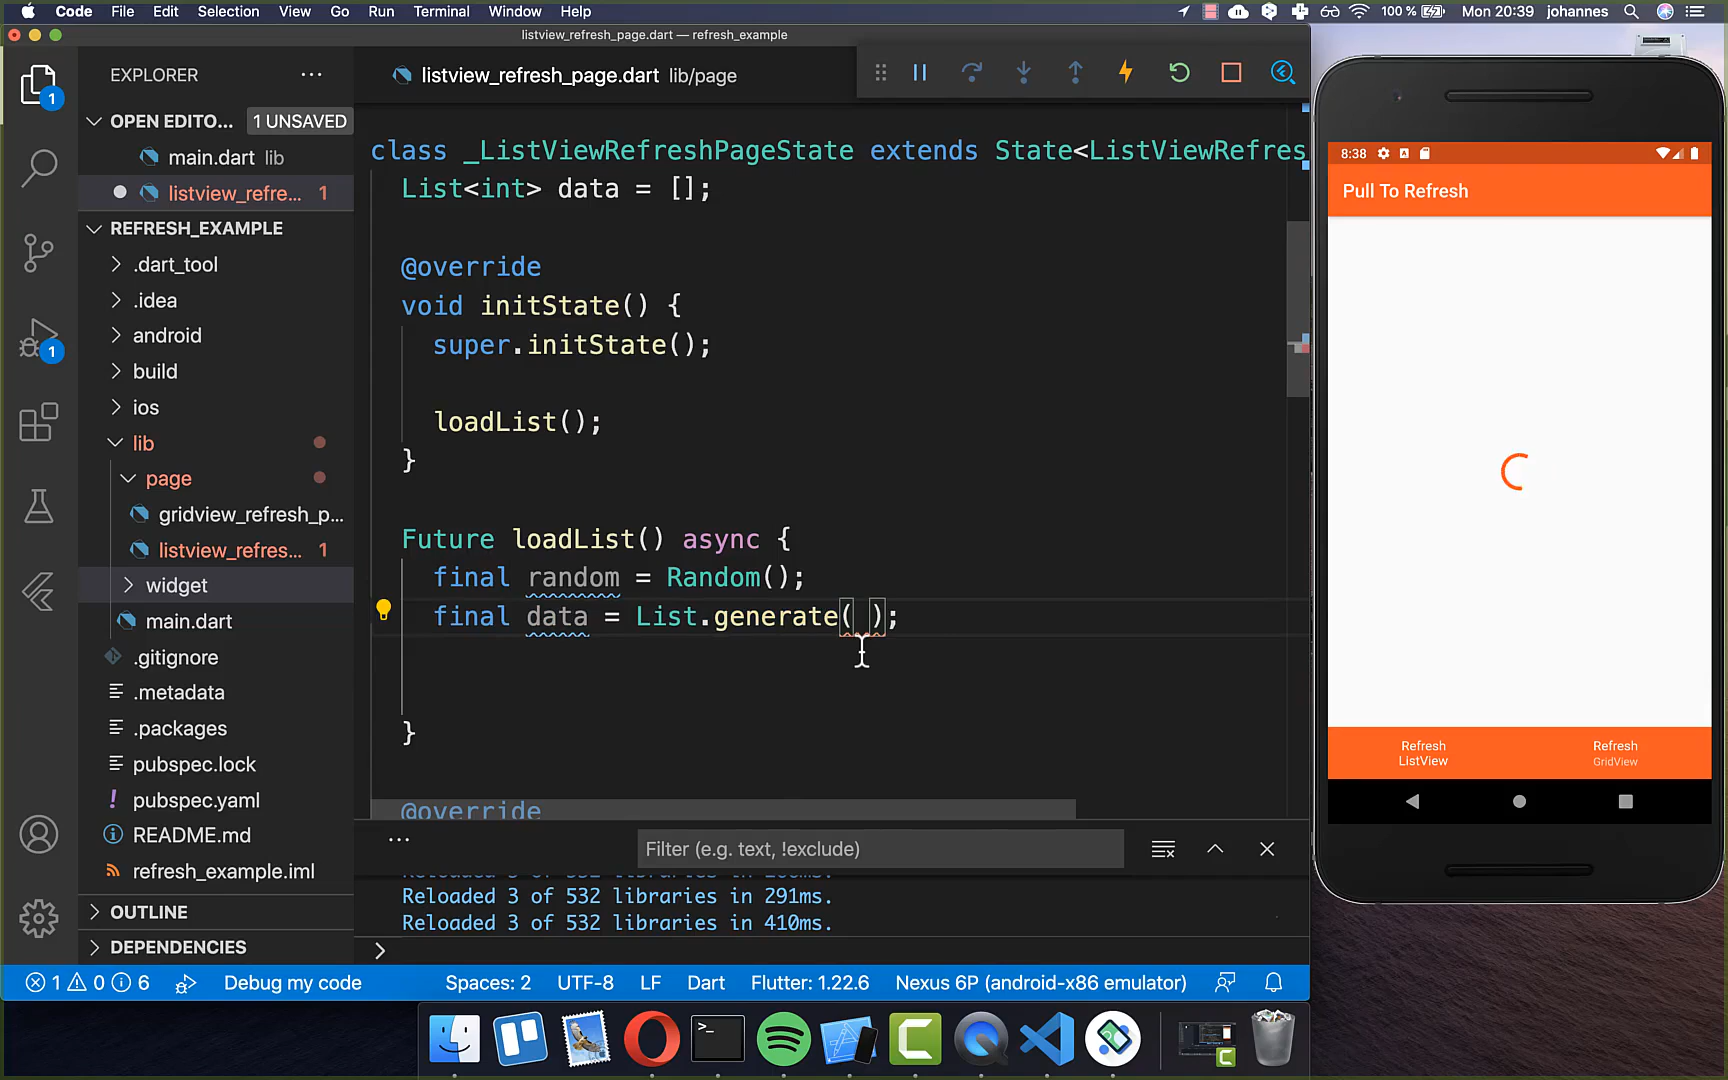 Code File Edit Selection View Go Run Terminal Window Help 100 % Mon 20:39 johannes
listview_refresh_page.dart — refresh_example
EXPLORER
listview_refresh_page.dart lib/page
OPEN EDITO... 1 UNSAVED
main.dart lib
listview_refre... 1
REFRESH_EXAMPLE
.dart_tool
.idea
android
build
ios
lib
page
gridview_refresh_p...
listview_refres... 1
widget
main.dart
.gitignore
.metadata
.packages
pubspec.lock
pubspec.yaml
README.md
refresh_example.iml
OUTLINE
DEPENDENCIES
1
1
class _ListViewRefreshPageState extends State<ListViewRefres
List<int> data = [];
@override
void initState() {
super.initState();
loadList();
}
Future loadList() async {
final random = Random();
final data = List.generate( );
}
@override
Filter (e.g. text, !exclude)
Reloaded 3 of 532 libraries in 291ms.
Reloaded 3 of 532 libraries in 410ms.
1 0 6 Debug my code Spaces: 2 UTF-8 LF Dart Flutter: 1.22.6 Nexus 6P (android-x86 emulator)
8:38
Pull To Refresh
Refresh
ListView
Refresh
GridView